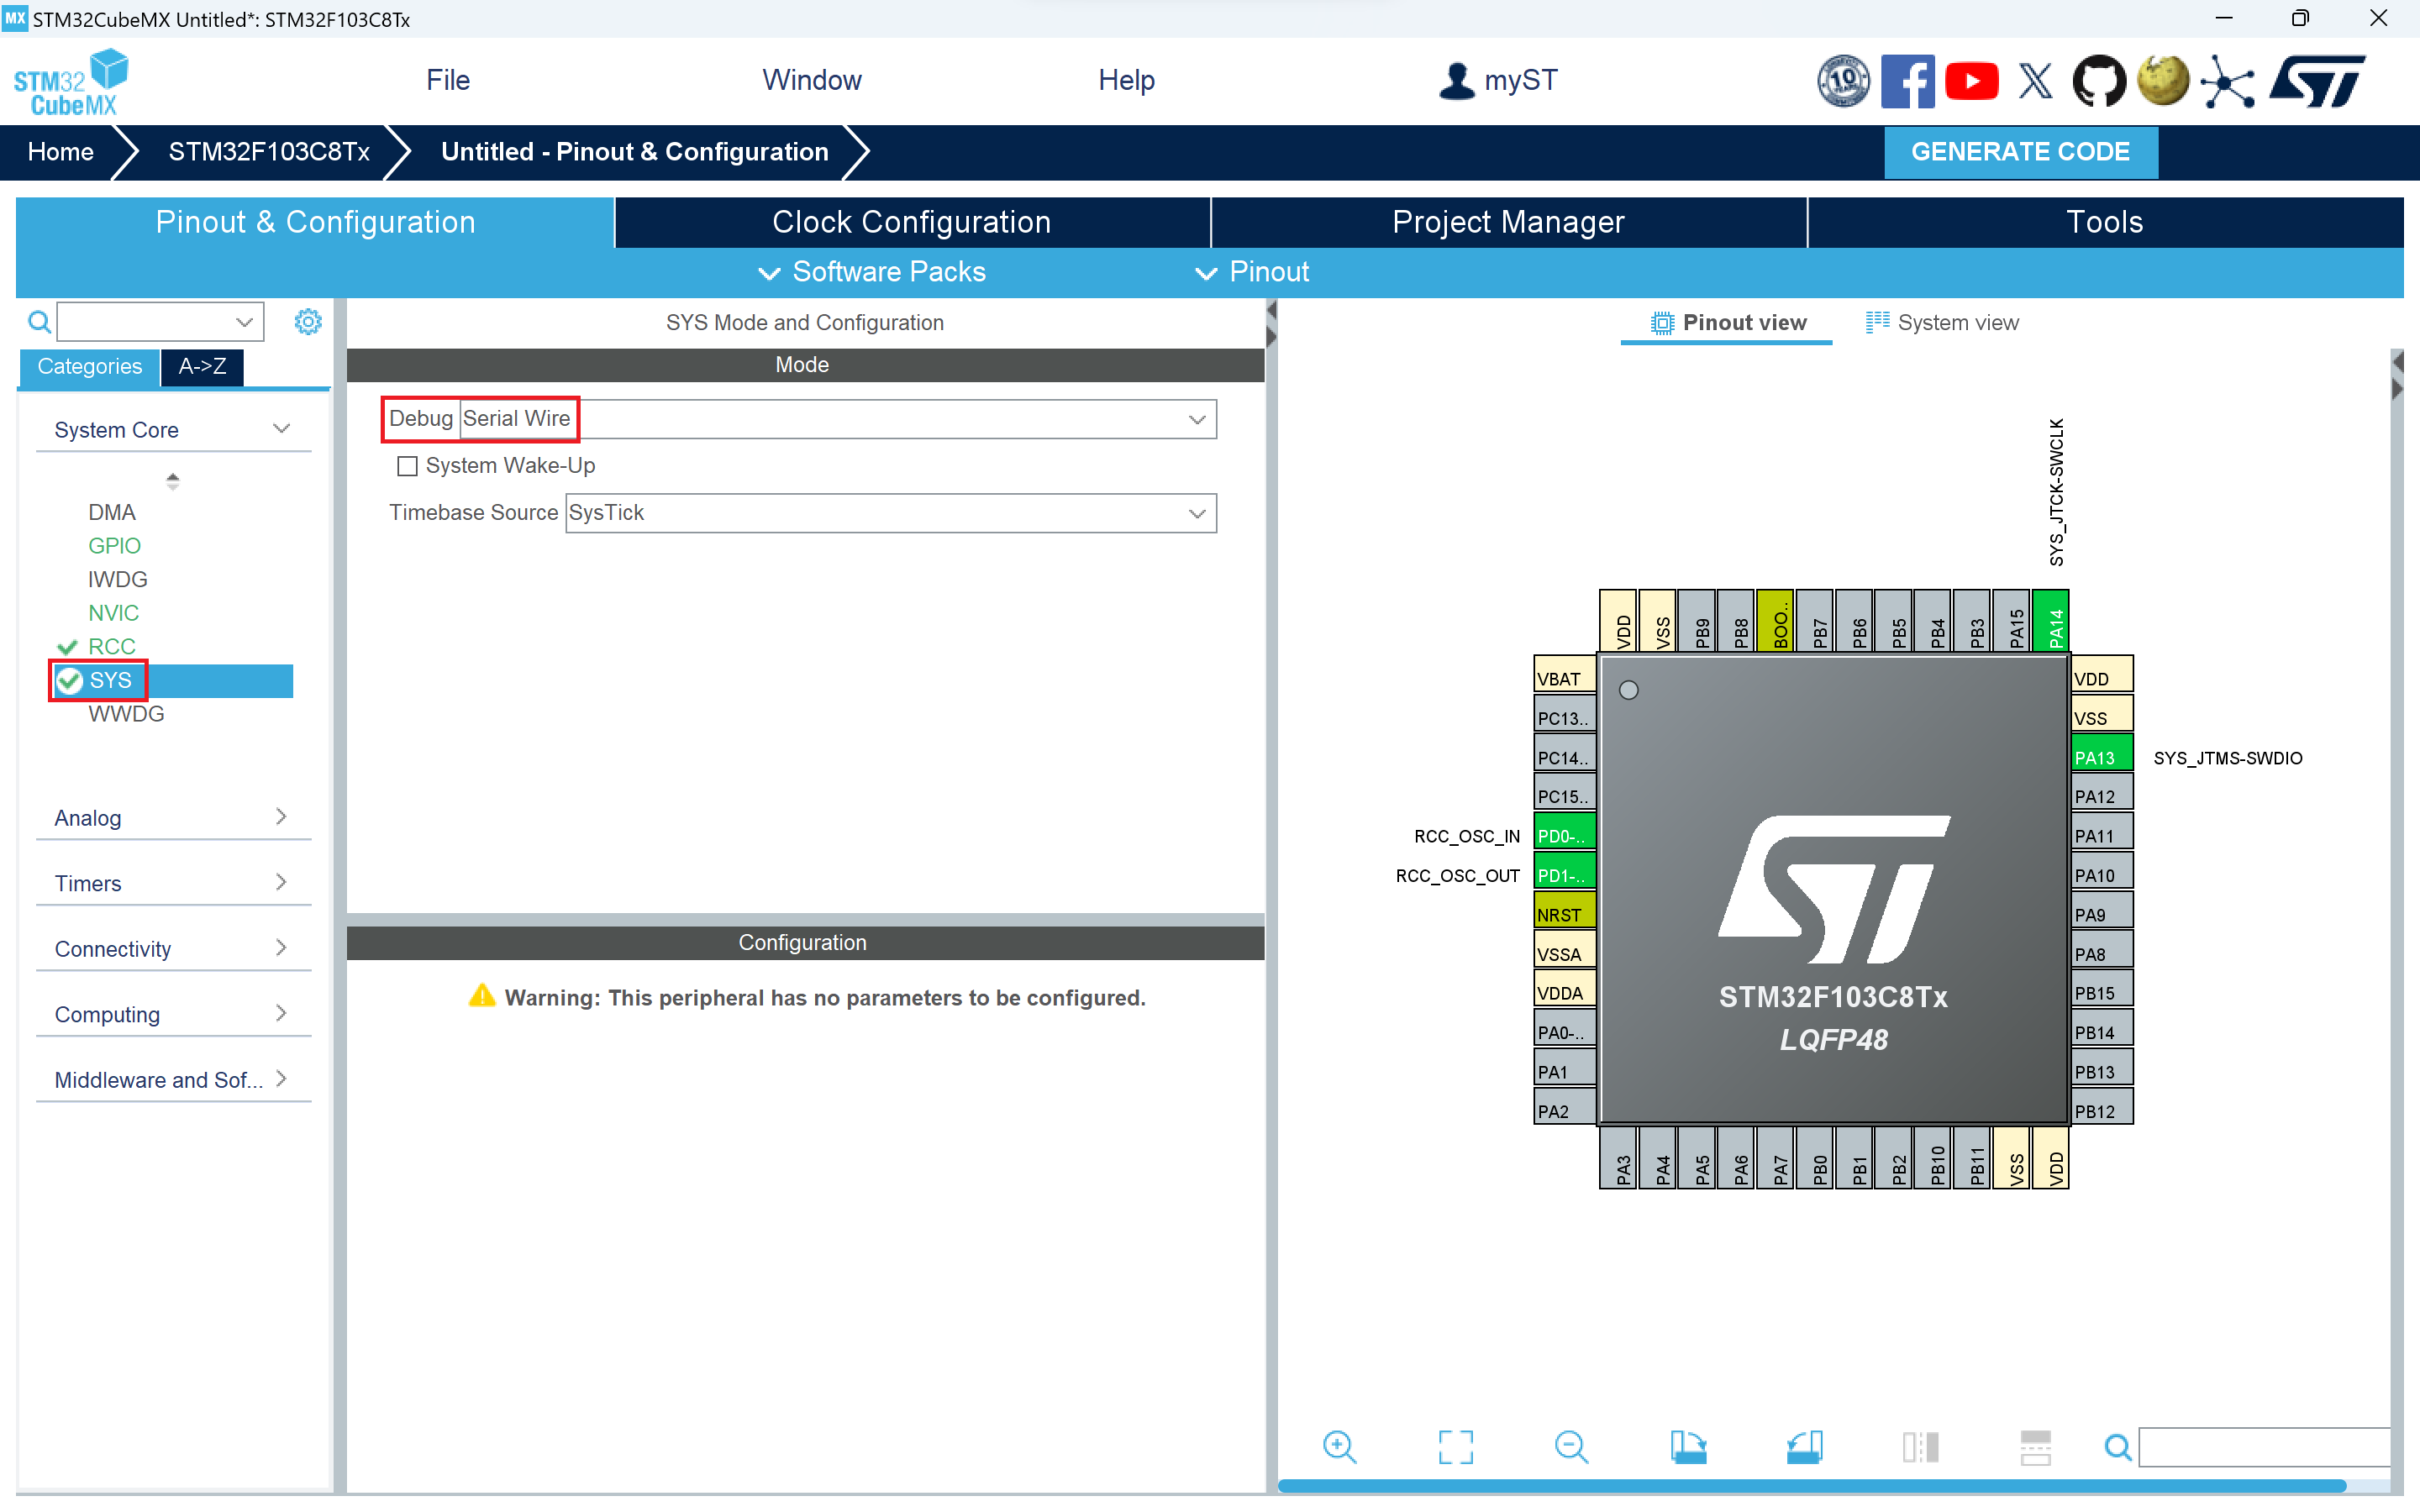 MX STM32CubeMX Untitled*: STM32F103C8Tx
STM32
CubeMX
File
Window
Help
myST
10
YEARS
Home
STM32F103C8Tx
Untitled - Pinout & Configuration
GENERATE CODE
Pinout & Configuration
Clock Configuration
Project Manager
Tools
Software Packs
Pinout
Categories
A->Z
System Core
DMA
GPIO
IWDG
NVIC
RCC
SYS
WWDG
Analog
Timers
Connectivity
Computing
Middleware and Sof...
SYS Mode and Configuration
Mode
Debug Serial Wire
System Wake-Up
Timebase Source SysTick
Configuration
Warning: This peripheral has no parameters to be configured.
Pinout view
System view
SYS_JTCK-SWCLK
VDD
VSS
PB9
PB8
BOO..
PB7
PB6
PB5
PB4
PB3
PA15
PA14
VBAT
PC13..
PC14..
PC15..
RCC_OSC_IN PD0-..
RCC_OSC_OUT PD1-..
NRST
VSSA
VDDA
PA0-..
PA1
PA2
ST
STM32F103C8Tx
LQFP48
VDD
VSS
PA13 SYS_JTMS-SWDIO
PA12
PA11
PA10
PA9
PA8
PB15
PB14
PB13
PB12
PA3
PA4
PA5
PA6
PA7
PB0
PB1
PB2
PB10
PB11
VSS
VDD